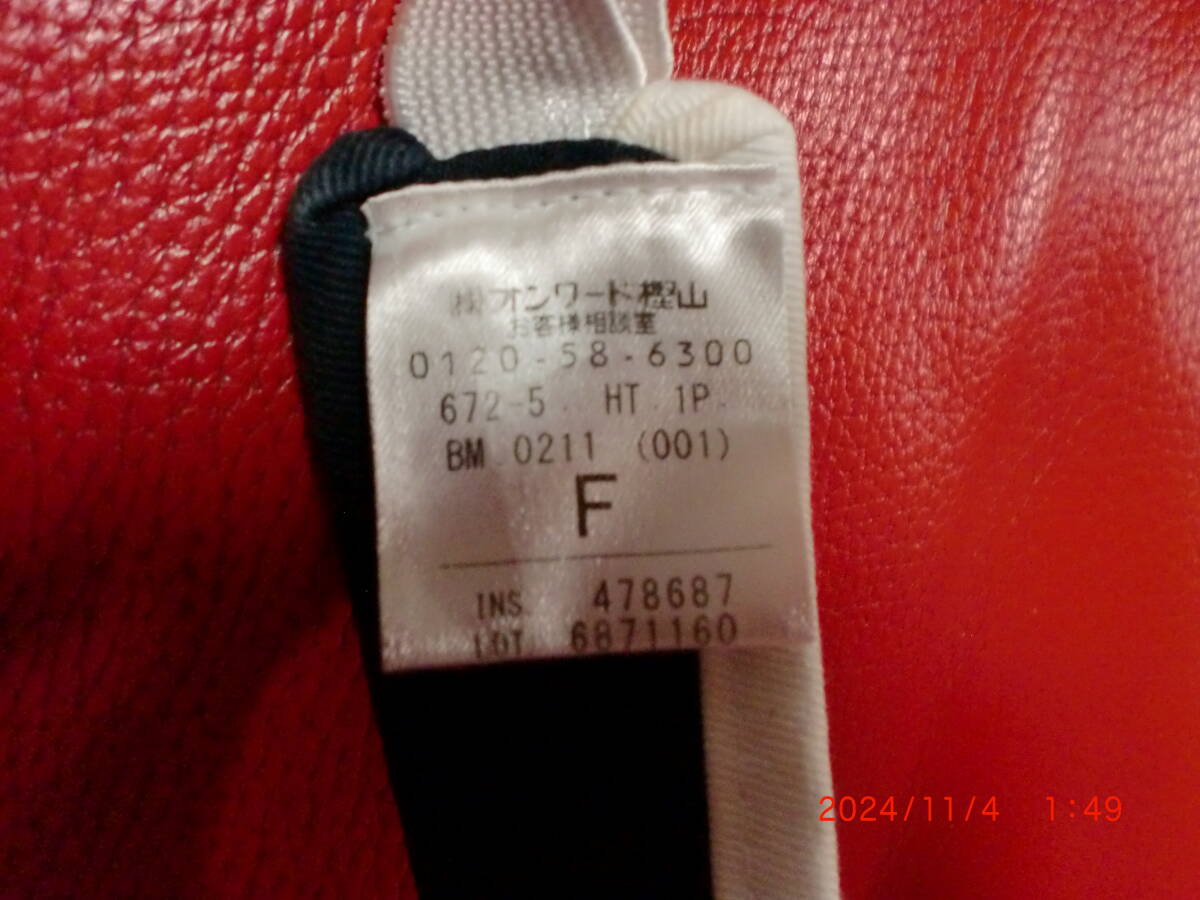 ㈱オンワード樫山
お客様相談室
0120-58-6300
672-5. HT. 1P.
BM 0211 (001)
F
INS 478687
LOT 6871160
2024/11/4 1:49